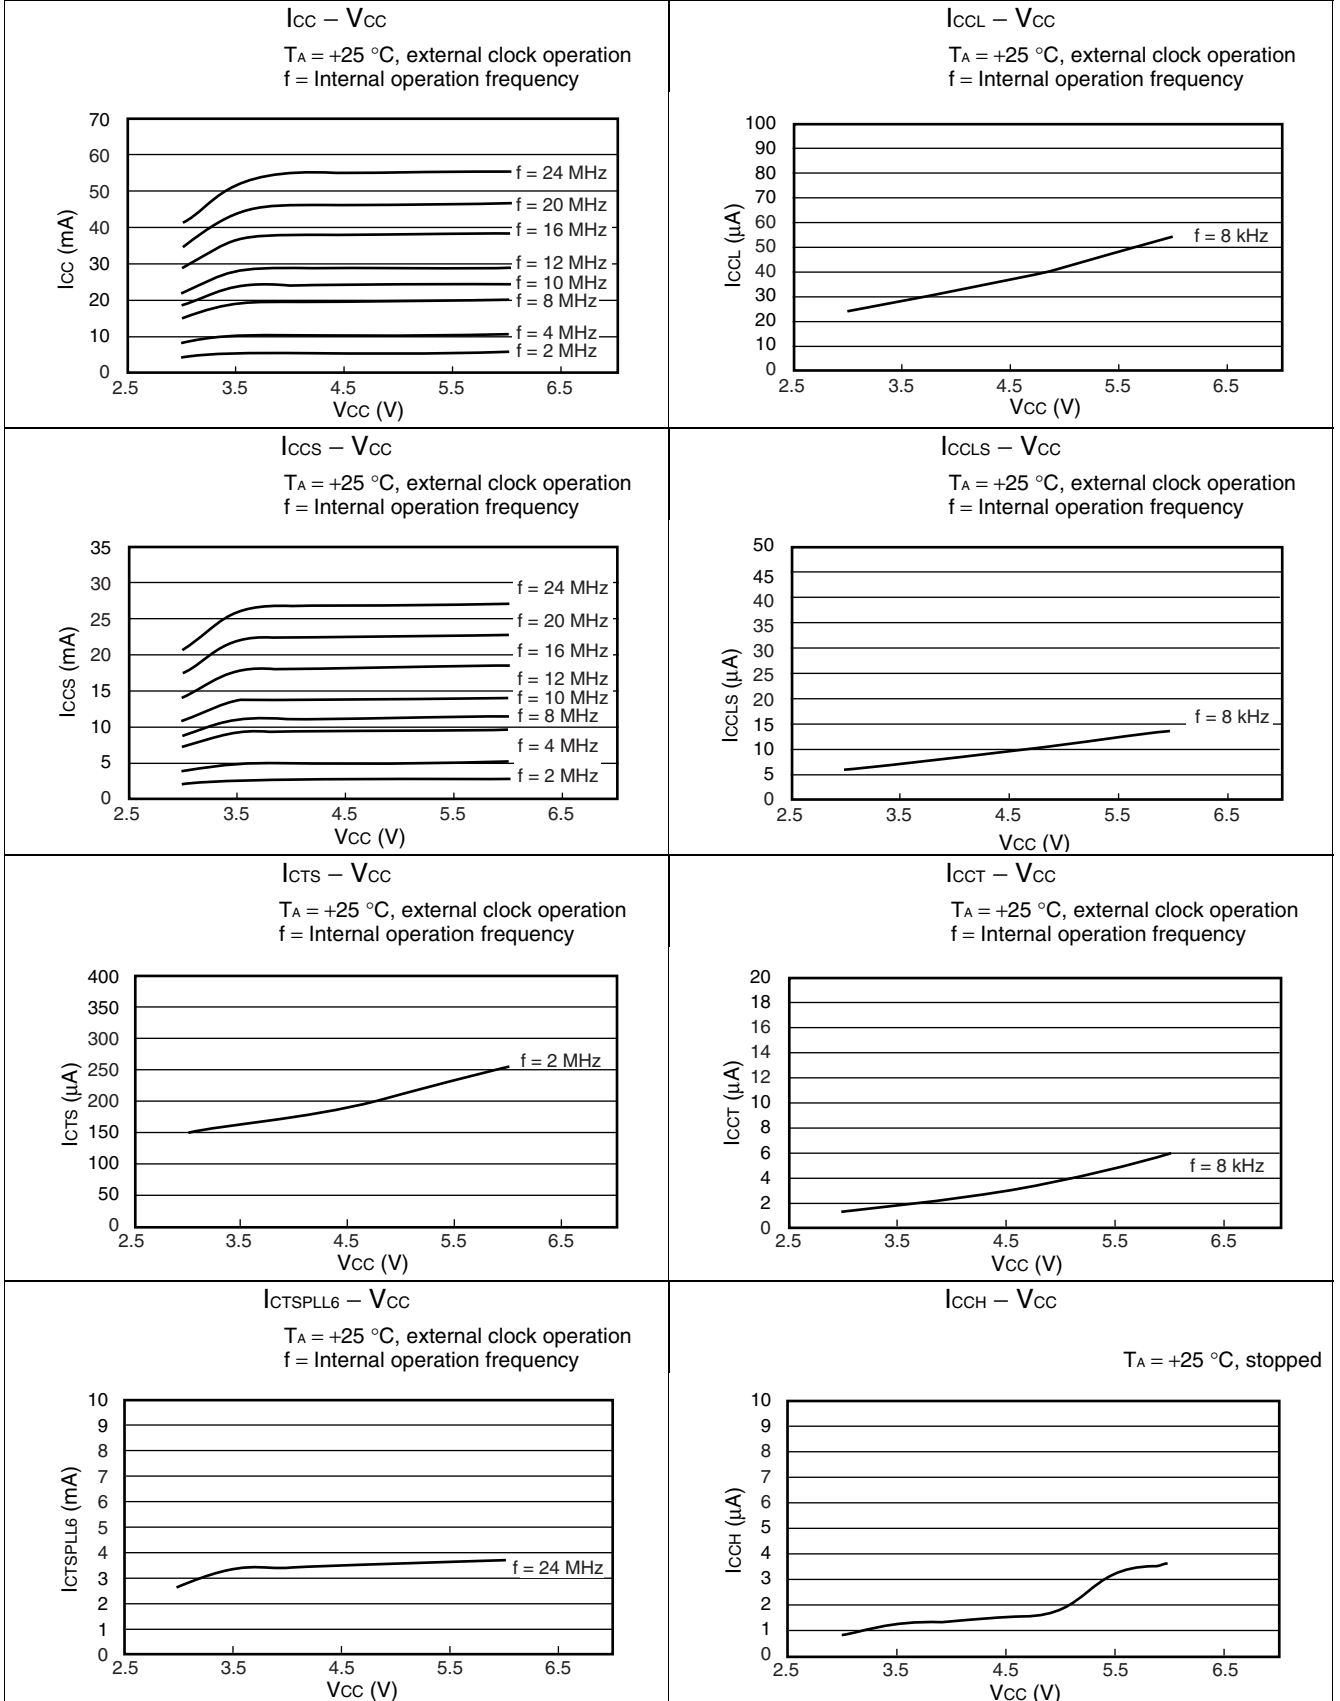 ICC – VCC
TA = +25 °C, external clock operation
f = Internal operation frequency
70
60
50
40
30
20
10
0
ICC (mA)
f = 24 MHz
f = 20 MHz
f = 16 MHz
f = 12 MHz
f = 10 MHz
f = 8 MHz
f = 4 MHz
f = 2 MHz
2.5 3.5 4.5 5.5 6.5
VCC (V)
ICCL – VCC
TA = +25 °C, external clock operation
f = Internal operation frequency
100
90
80
70
60
50
40
30
20
10
0
ICCL (µA)
f = 8 kHz
2.5 3.5 4.5 5.5 6.5
VCC (V)
ICCS – VCC
TA = +25 °C, external clock operation
f = Internal operation frequency
35
30
25
20
15
10
5
0
ICCS (mA)
f = 24 MHz
f = 20 MHz
f = 16 MHz
f = 12 MHz
f = 10 MHz
f = 8 MHz
f = 4 MHz
f = 2 MHz
2.5 3.5 4.5 5.5 6.5
VCC (V)
ICCLS – VCC
TA = +25 °C, external clock operation
f = Internal operation frequency
50
45
40
35
30
25
20
15
10
5
0
ICCLS (µA)
f = 8 kHz
2.5 3.5 4.5 5.5 6.5
VCC (V)
ICTS – VCC
TA = +25 °C, external clock operation
f = Internal operation frequency
400
350
300
250
200
150
100
50
0
ICTS (µA)
f = 2 MHz
2.5 3.5 4.5 5.5 6.5
VCC (V)
ICCT – VCC
TA = +25 °C, external clock operation
f = Internal operation frequency
20
18
16
14
12
10
8
6
4
2
0
ICCT (µA)
f = 8 kHz
2.5 3.5 4.5 5.5 6.5
VCC (V)
ICTSPLL6 – VCC
TA = +25 °C, external clock operation
f = Internal operation frequency
10
9
8
7
6
5
4
3
2
1
0
ICTSPLL6 (mA)
f = 24 MHz
2.5 3.5 4.5 5.5 6.5
VCC (V)
ICCH – VCC
TA = +25 °C, stopped
10
9
8
7
6
5
4
3
2
1
0
ICCH (µA)
2.5 3.5 4.5 5.5 6.5
VCC (V)